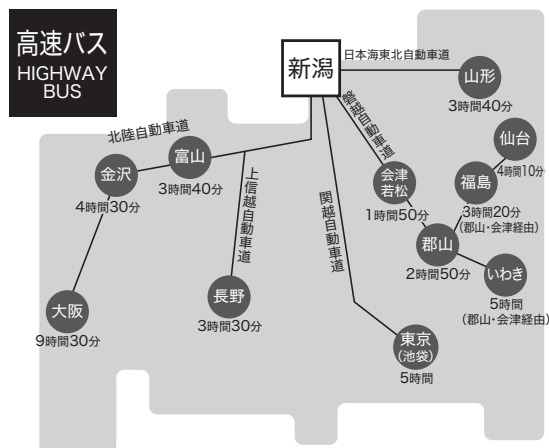 高速バス
HIGHWAY
BUS
新潟
日本海東北自動車道
山形
3時間40分
磐越自動車道
仙台
4時間10分
北陸自動車道
富山
3時間40分
金沢
4時間30分
上信越自動車道
関越自動車道
会津
若松
1時間50分
福島
3時間20分
(郡山・会津経由)
郡山
2時間50分
いわき
5時間
(郡山・会津経由)
大阪
9時間30分
長野
3時間30分
東京
(池袋)
5時間